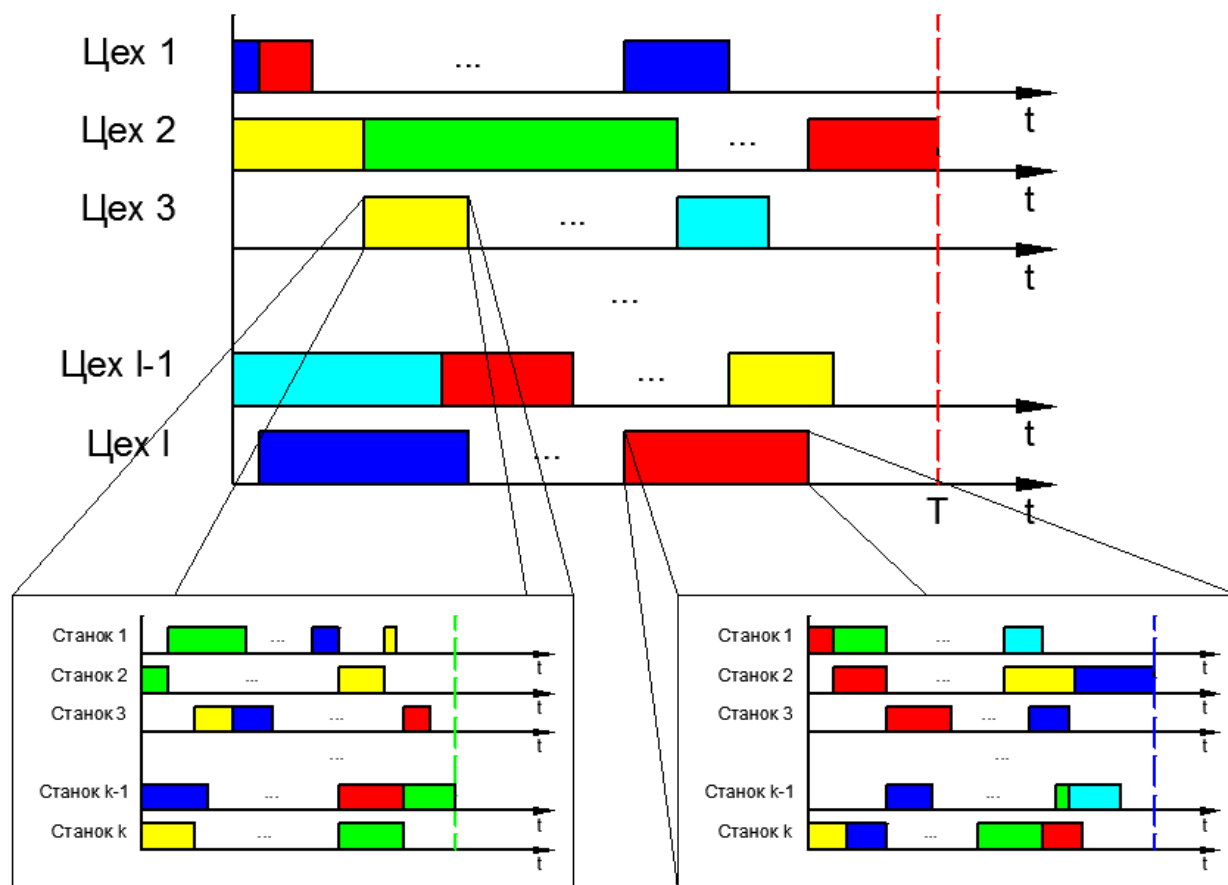 Цех 1
...
t
Цех 2
...
t
Цех 3
...
t
...
Цех I-1
...
t
Цех I
...
T
t
Станок 1
...
t
Станок 2
...
t
Станок 3
...
t
...
Станок k-1
...
t
Станок k
...
t
Станок 1
...
t
Станок 2
...
t
Станок 3
...
t
...
Станок k-1
...
t
Станок k
...
t